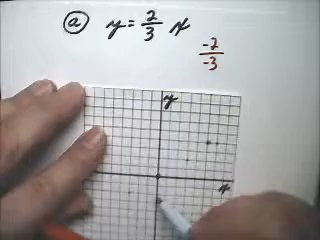 (a) y = 2/3 x
-2/-3
y
x